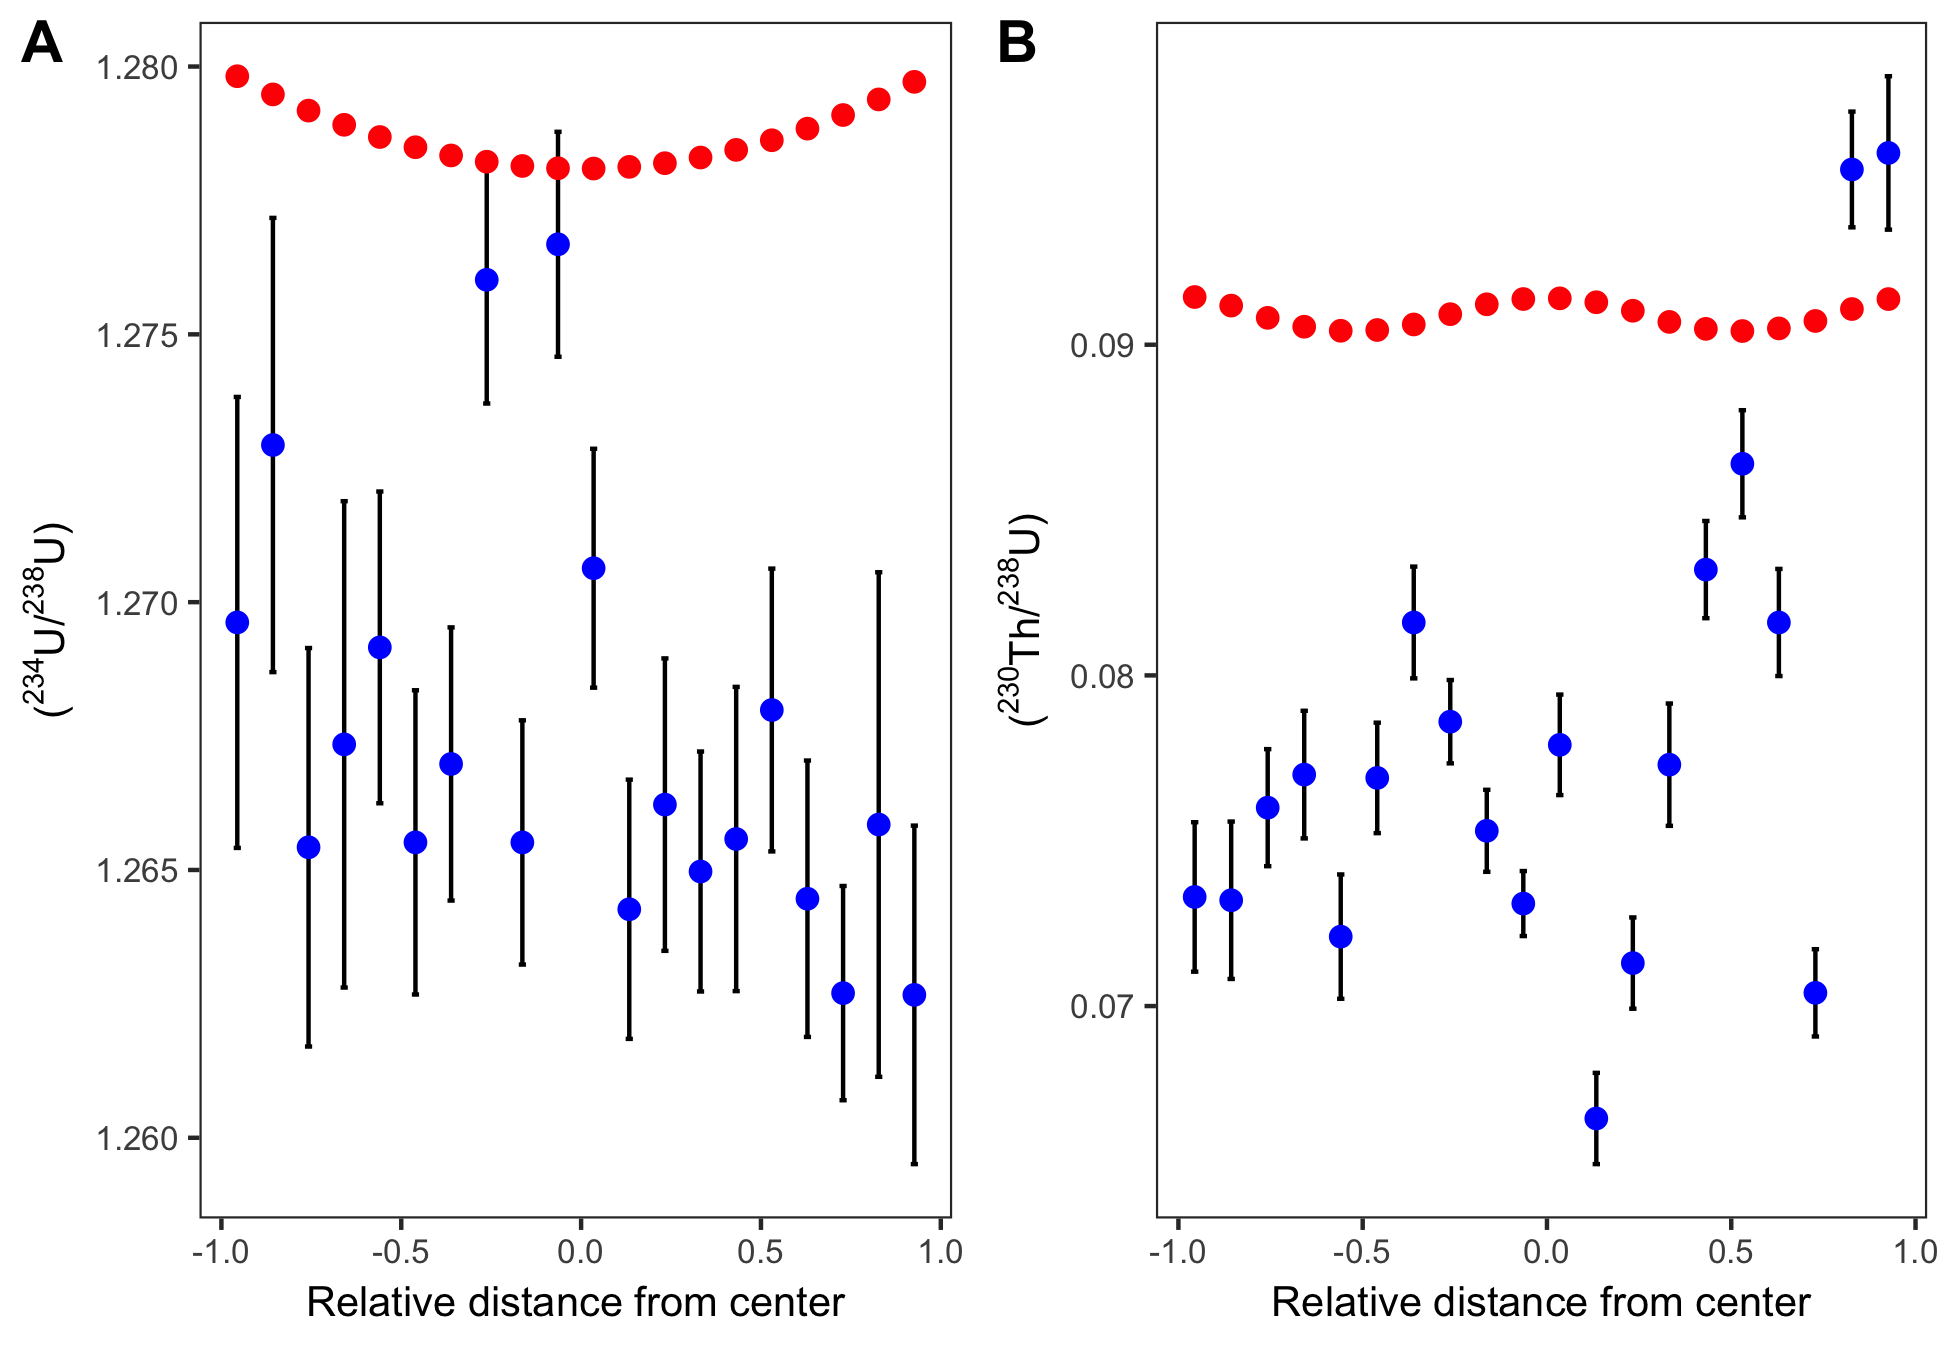 A
B
1.280
1.275
1.270
1.265
1.260
(²³⁴U/²³⁸U)
-1.0 -0.5 0.0 0.5 1.0
Relative distance from center
0.09
0.08
0.07
(²³⁰Th/²³⁸U)
-1.0 -0.5 0.0 0.5 1.0
Relative distance from center